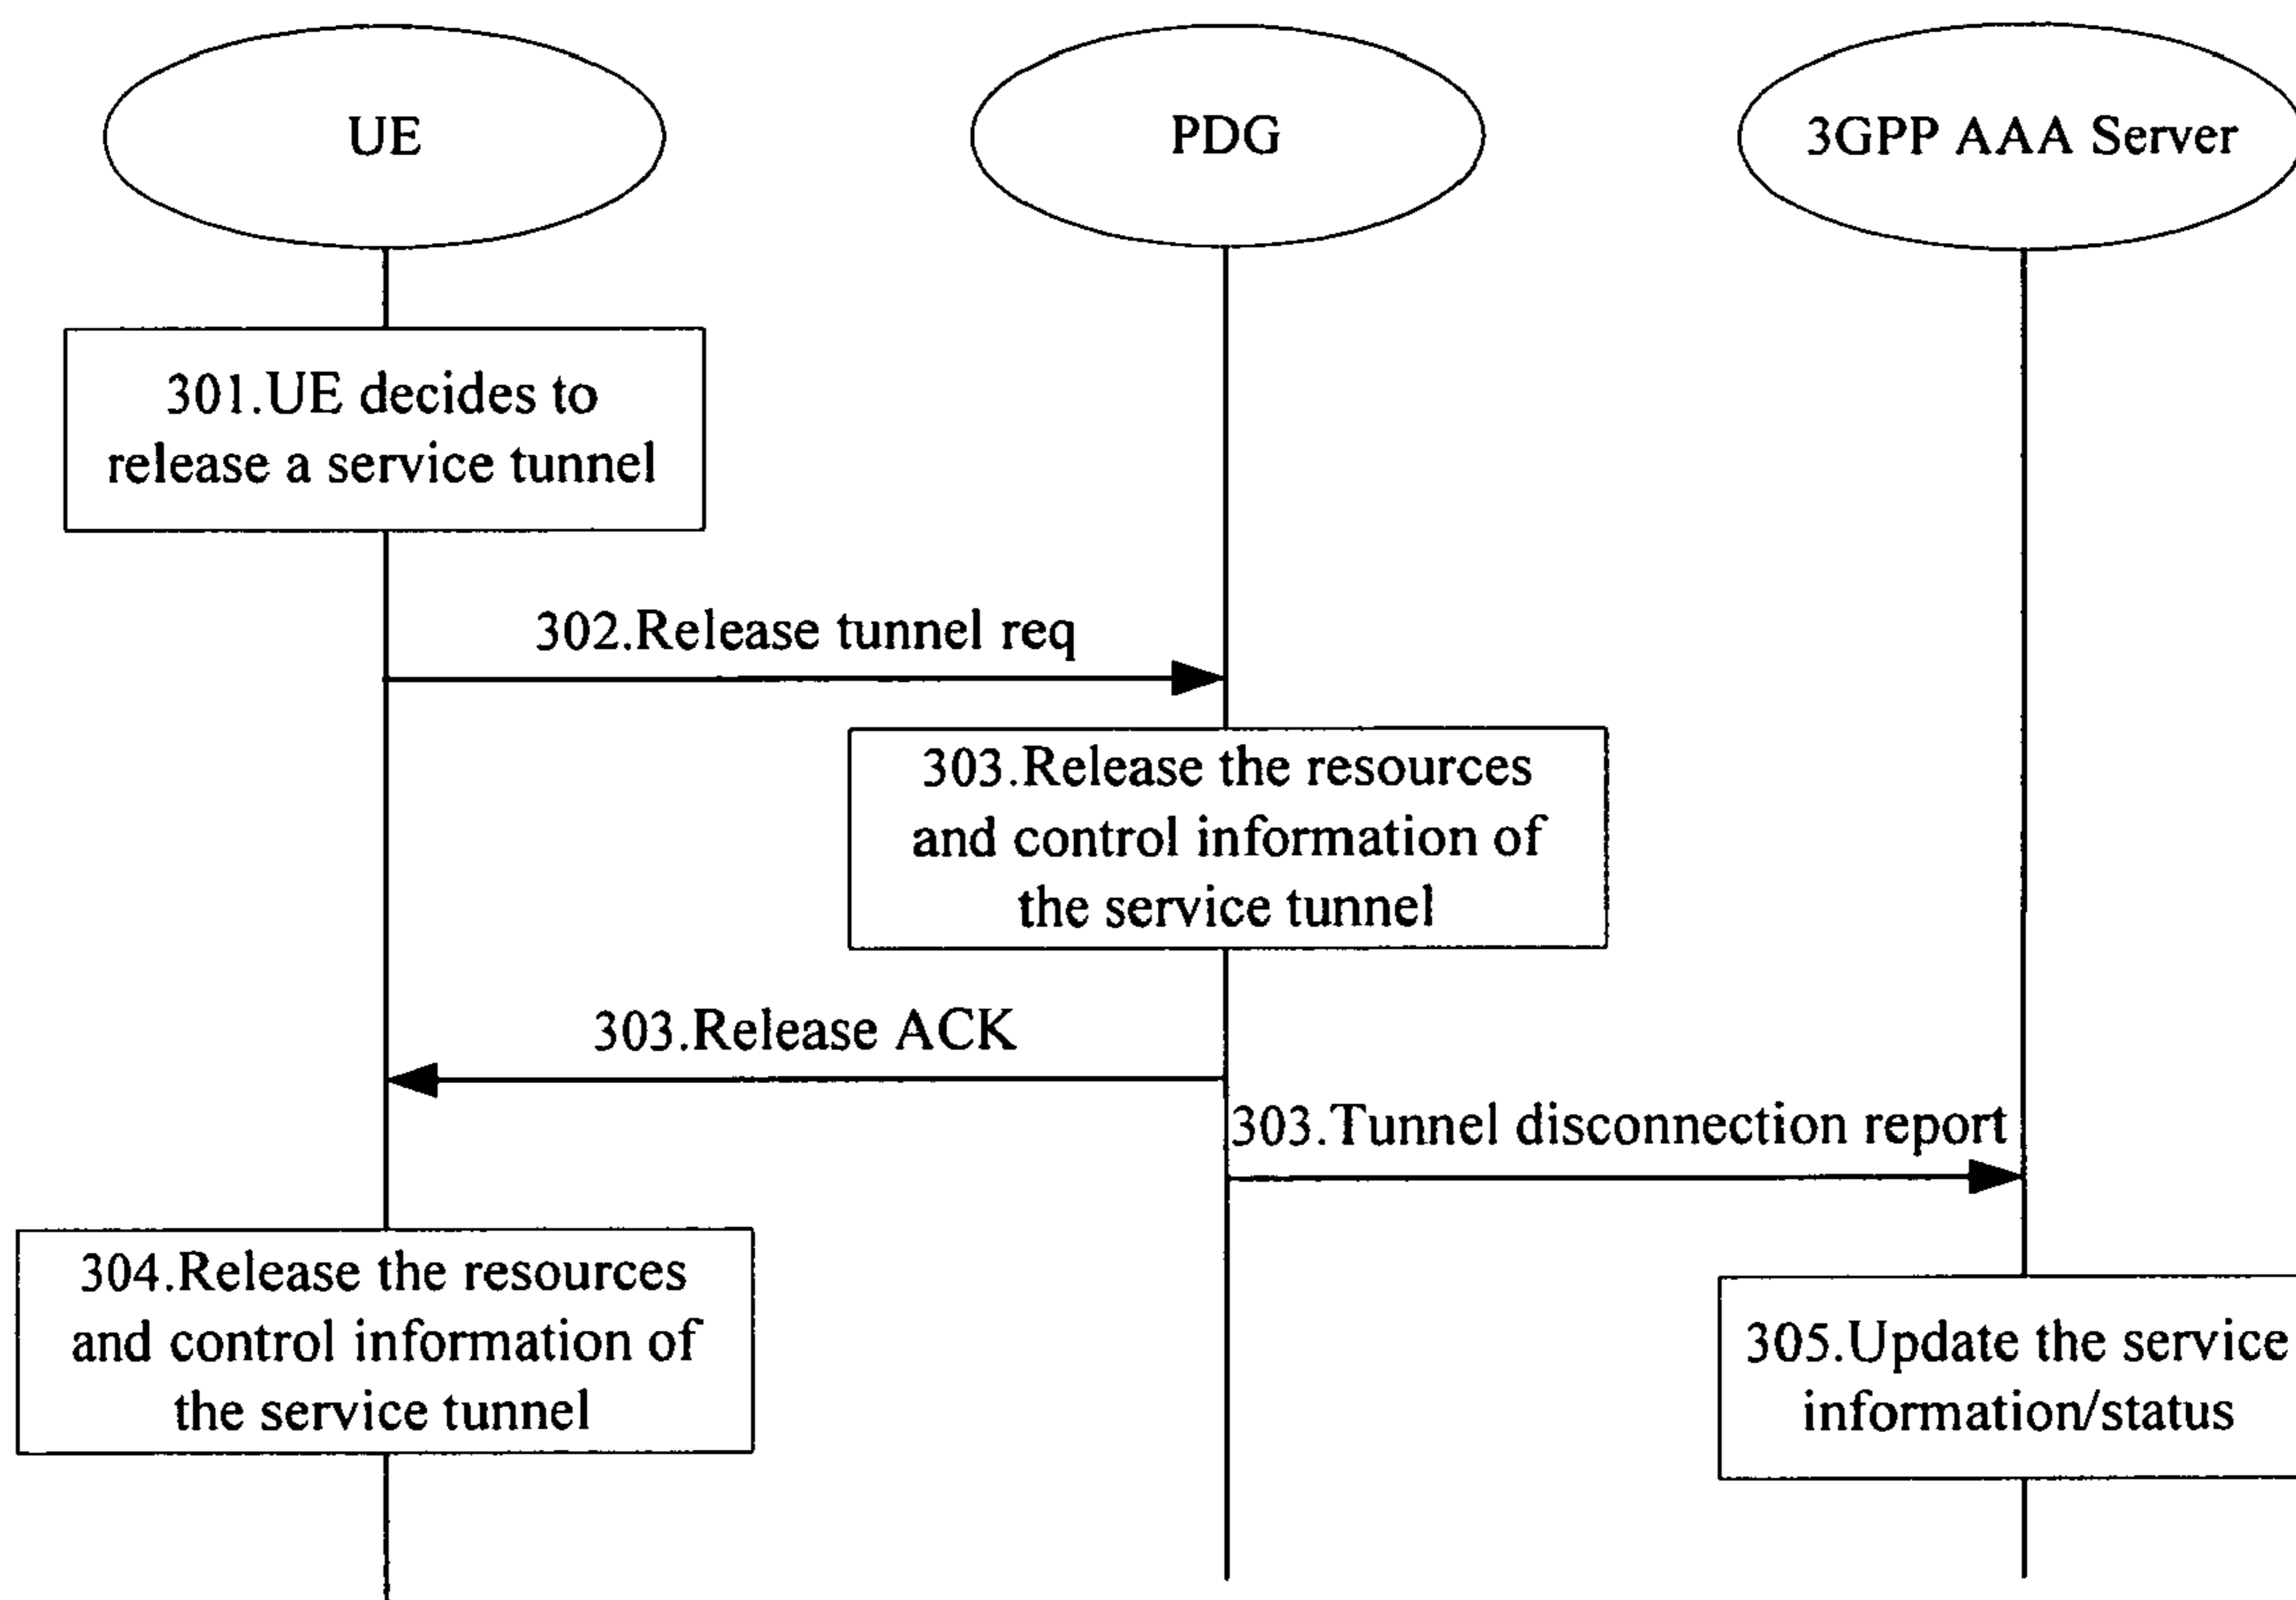 UE
PDG
3GPP AAA Server
301.UE decides to
release a service tunnel
302.Release tunnel req
303.Release the resources
and control information of
the service tunnel
303.Release ACK
303.Tunnel disconnection report
304.Release the resources
and control information of
the service tunnel
305.Update the service
information/status